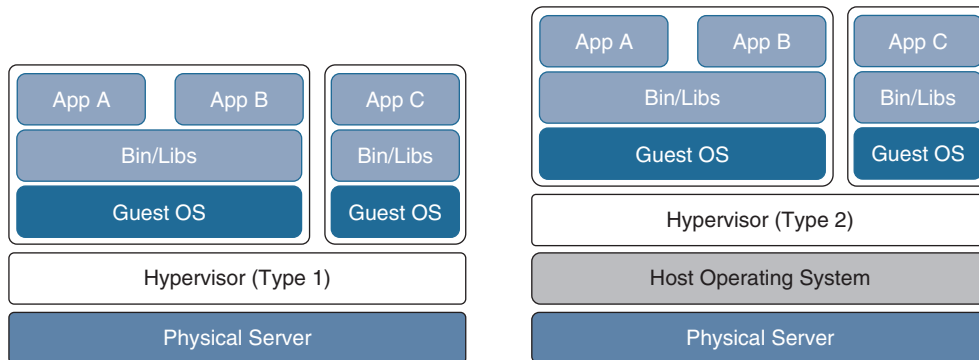 App A
App B
App C
Bin/Libs
Bin/Libs
Guest OS
Guest OS
Hypervisor (Type 1)
Physical Server
App A
App B
App C
Bin/Libs
Bin/Libs
Guest OS
Guest OS
Hypervisor (Type 2)
Host Operating System
Physical Server